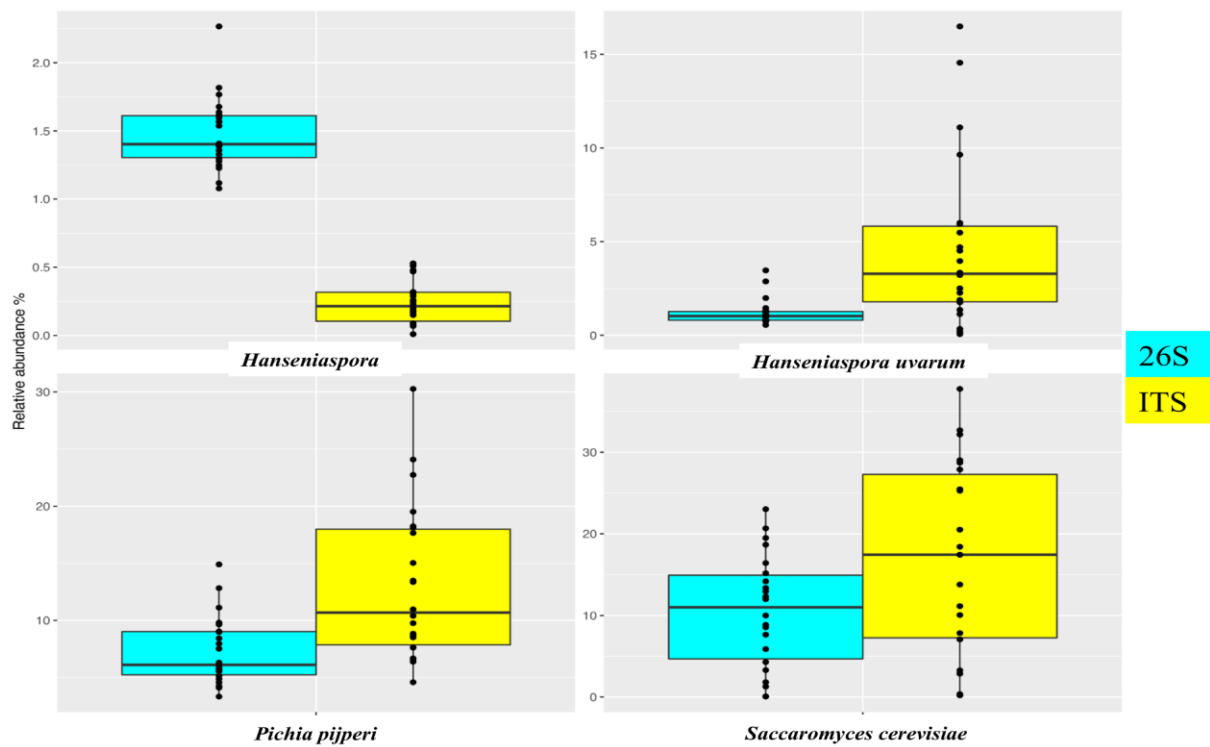 Relative abundance %
2.0
1.5
1.0
0.5
0.0
Hanseniaspora
15
10
5
0
Hanseniaspora uvarum
30
20
10
Pichia pijperi
30
20
10
0
Saccaromyces cerevisiae
26S
ITS